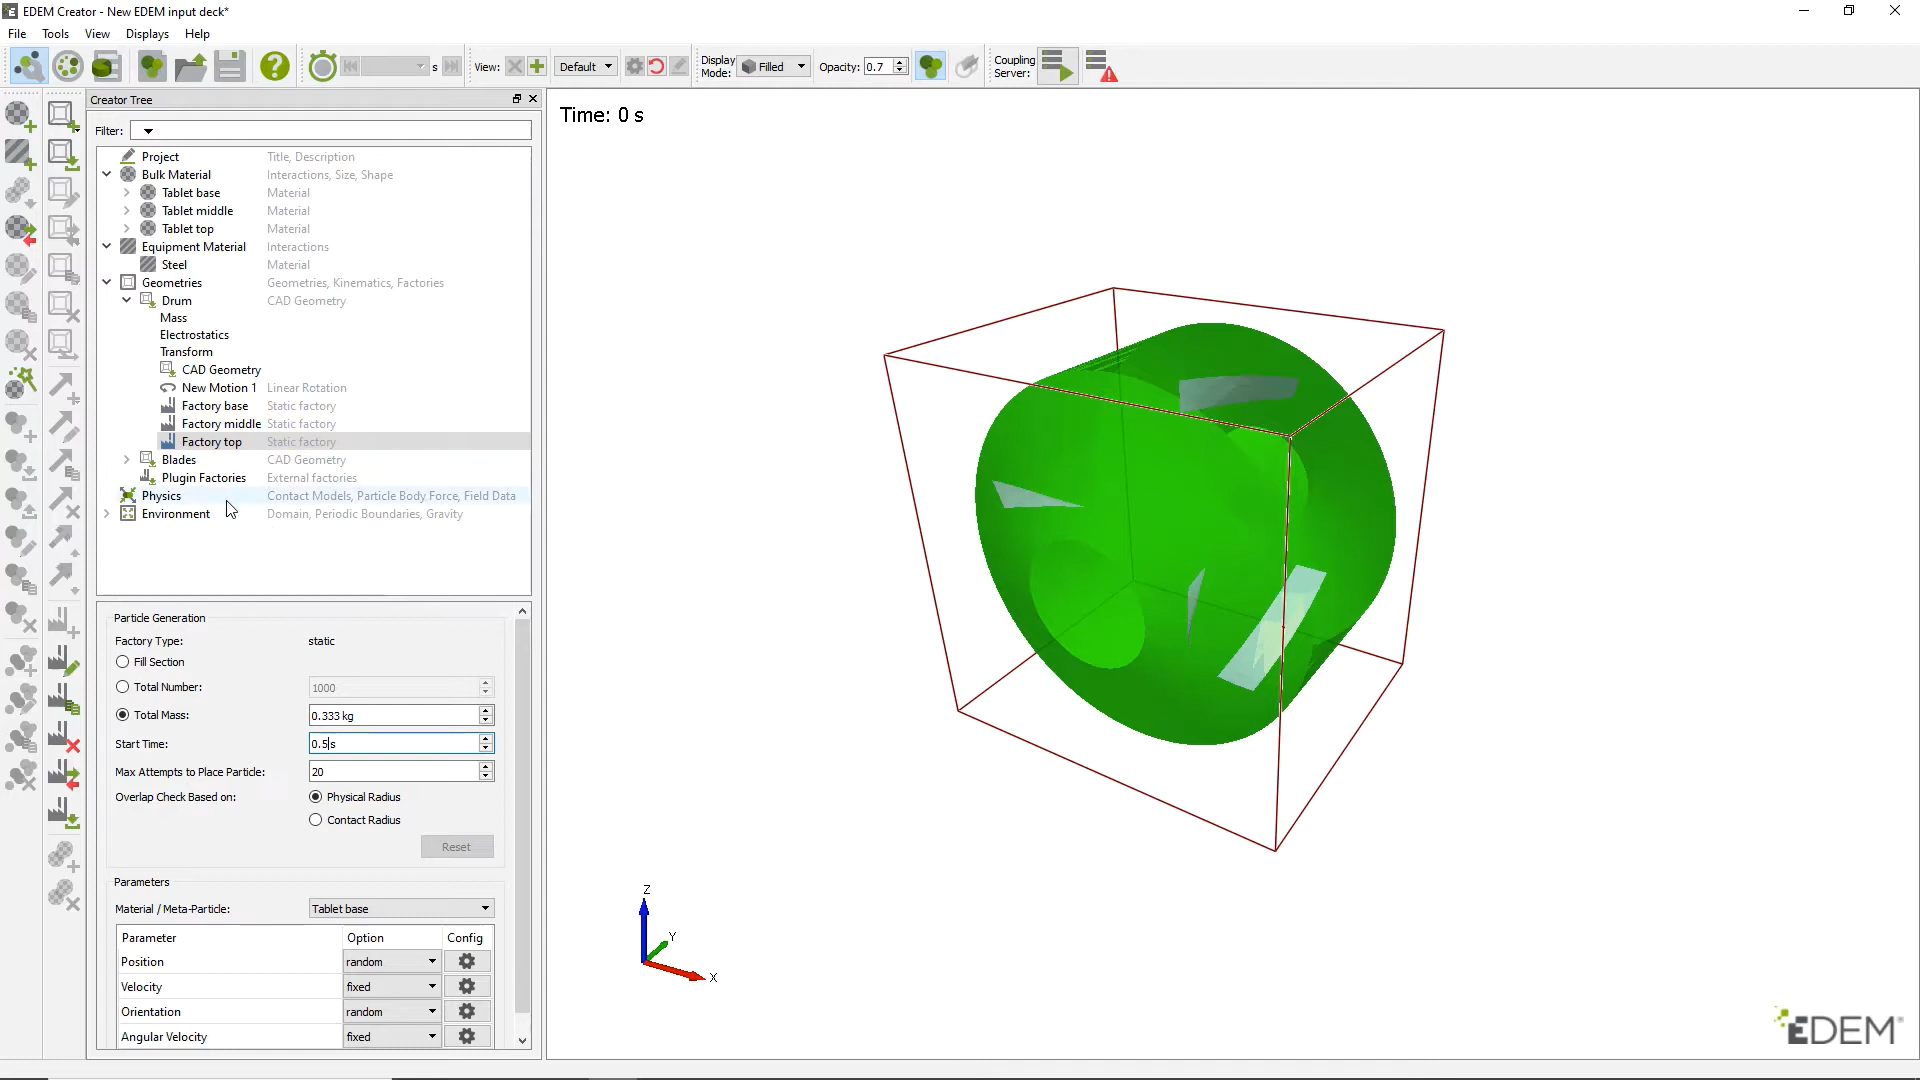 EDEM Creator - New EDEM input deck*
File Tools View Displays Help
s View: Default Display Mode: Filled Opacity: 0.7 Coupling Server:
Creator Tree
Filter:
Project Title, Description
Bulk Material Interactions, Size, Shape
Tablet base Material
Tablet middle Material
Tablet top Material
Equipment Material Interactions
Steel Material
Geometries Geometries, Kinematics, Factories
Drum CAD Geometry
Mass
Electrostatics
Transform
CAD Geometry
New Motion 1 Linear Rotation
Factory base Static factory
Factory middle Static factory
Factory top Static factory
Blades CAD Geometry
Plugin Factories External factories
Physics Contact Models, Particle Body Force, Field Data
Environment Domain, Periodic Boundaries, Gravity
Particle Generation
Factory Type: static
Fill Section
Total Number: 1000
Total Mass: 0.333 kg
Start Time: 0.5 s
Max Attempts to Place Particle: 20
Overlap Check Based on: Physical Radius
Contact Radius
Reset
Parameters
Material / Meta-Particle: Tablet base
Parameter Option Config
Position random
Velocity fixed
Orientation random
Angular Velocity fixed
Time: 0 s
Z
Y
X
EDEM